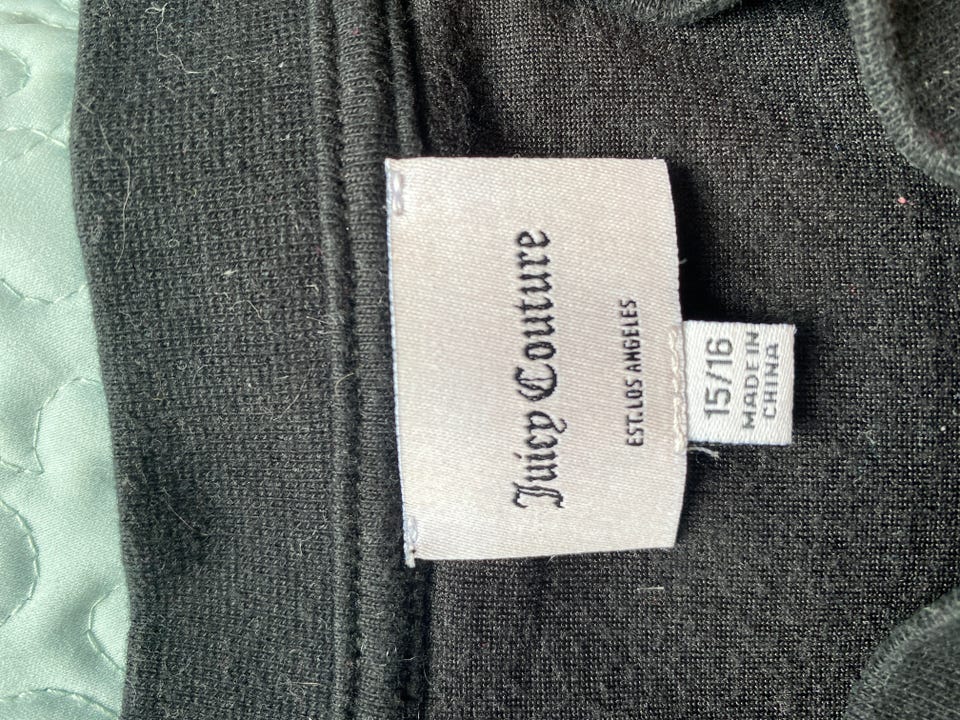 Juicy Couture
EST. LOS ANGELES
15/16
MADE IN
CHINA